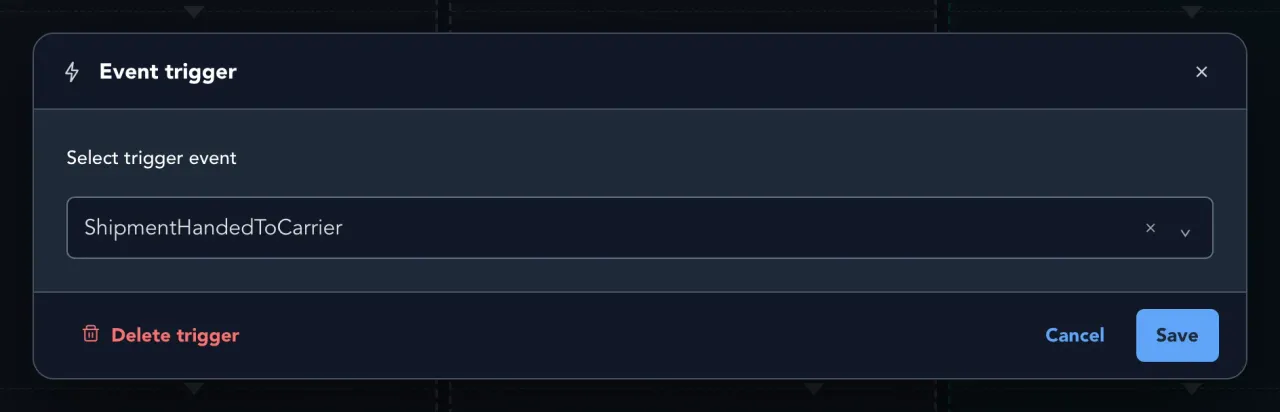 Event trigger
Select trigger event
ShipmentHandedToCarrier
Delete trigger
Cancel
Save